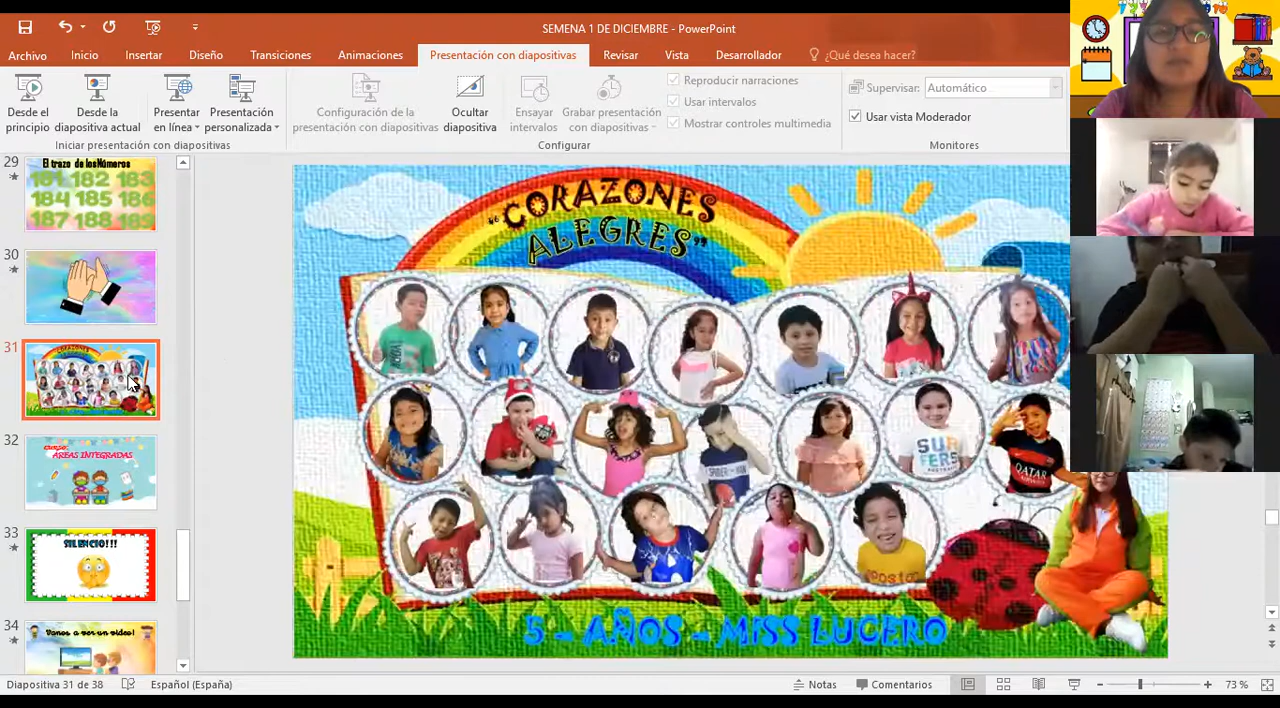 SEMENA 1 DE DICIEMBRE - PowerPoint
Archivo Inicio Insertar Diseño Transiciones Animaciones Presentación con diapositivas Revisar Vista Desarrollador ¿Qué desea hacer?
Desde el principio
Desde la diapositiva actual
Presentar en línea
Presentación personalizada
Configuración de la presentación con diapositivas
Ocultar diapositiva
Ensayar intervalos
Grabar presentación con diapositivas
Reproducir narraciones
Usar intervalos
Mostrar controles multimedia
Supervisar: Automático
Usar vista Moderador
Iniciar presentación con diapositivas
Configurar
Monitores
29
El trazo de los Números
181 182 183
184 185 186
187 188 189
30
31
32
CURSO:
AREAS INTEGRADAS
33
SILENCIO!!!
34
Vamos a ver un video!
"CORAZONES
ALEGRES"
SURFERS
QATAR
5 - AÑOS - MISS LUCERO
Diapositiva 31 de 38 Español (España) Notas Comentarios 73 %